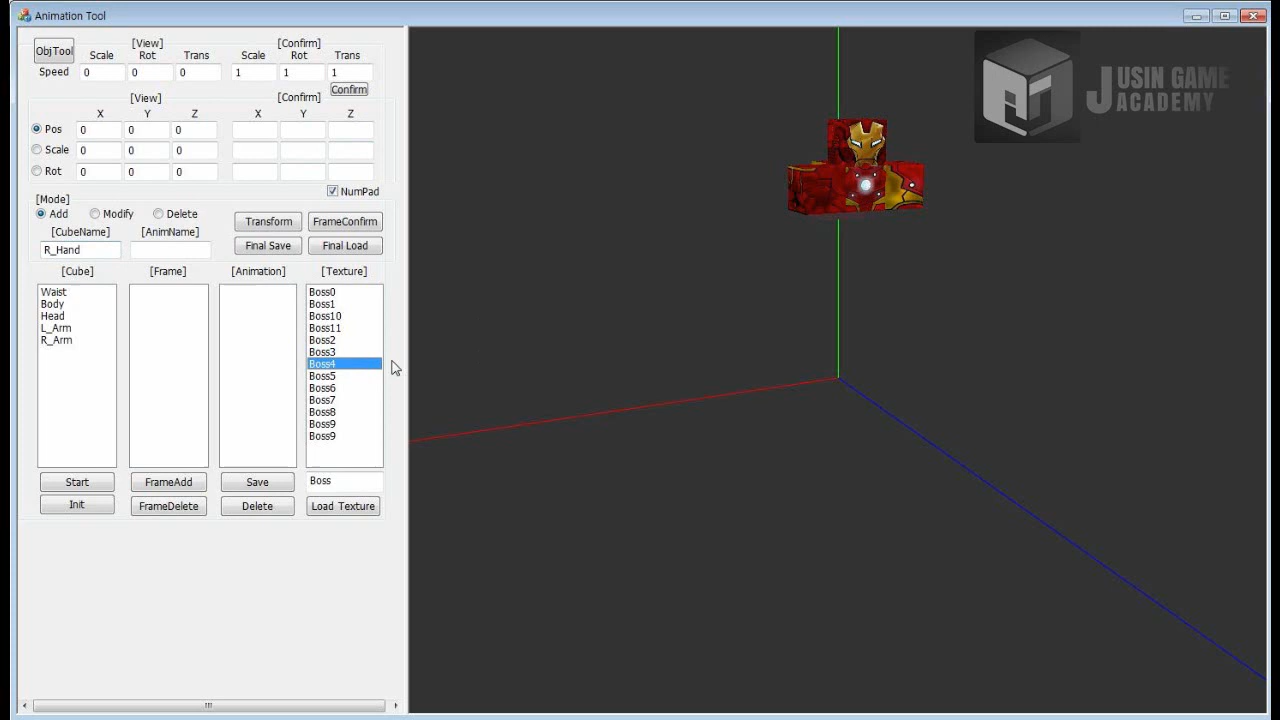 Animation Tool
ObjTool
[View]
[Confirm]
Scale Rot Trans Scale Rot Trans
Speed 0 0 0 1 1 1
Confirm
[View] [Confirm]
X Y Z X Y Z
Pos 0 0 0
Scale 0 0 0
Rot 0 0 0
NumPad
[Mode]
Add Modify Delete
Transform FrameConfirm
[CubeName] [AnimName]
R_Hand
Final Save Final Load
[Cube] [Frame] [Animation] [Texture]
Waist
Body
Head
L_Arm
R_Arm
Boss0
Boss1
Boss10
Boss11
Boss2
Boss3
Boss4
Boss5
Boss6
Boss7
Boss8
Boss9
Boss9
Start FrameAdd Save Boss
Init FrameDelete Delete Load Texture
JUSIN GAME
ACADEMY